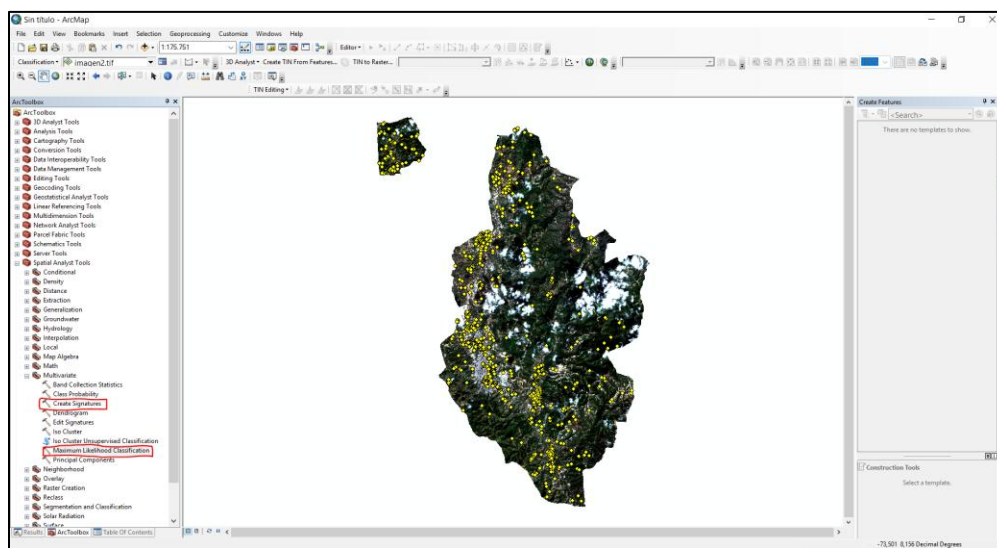 Sin título - ArcMap
File Edit View Bookmarks Insert Selection Geoprocessing Customize Windows Help
1:175.751 Editor
Classification imagen2.tif 3D Analyst Create TIN From Features... TIN to Raster...
TIN Editing
ArcToolbox
ArcToolbox
3D Analyst Tools
Analysis Tools
Cartography Tools
Conversion Tools
Data Interoperability Tools
Data Management Tools
Editing Tools
Geocoding Tools
Geostatistical Analyst Tools
Linear Referencing Tools
Multidimension Tools
Network Analyst Tools
Parcel Fabric Tools
Schematics Tools
Server Tools
Spatial Analyst Tools
Conditional
Density
Distance
Extraction
Generalization
Groundwater
Hydrology
Interpolation
Local
Map Algebra
Math
Multivariate
Band Collection Statistics
Class Probability
Create Signatures
Dendrogram
Edit Signatures
Iso Cluster
Iso Cluster Unsupervised Classification
Maximum Likelihood Classification
Principal Components
Neighborhood
Overlay
Raster Creation
Reclass
Segmentation and Classification
Solar Radiation
Surface
Results ArcToolbox Table Of Contents
Create Features
<Search>
There are no templates to show.
Construction Tools
Select a template.
-73,501 8,156 Decimal Degrees